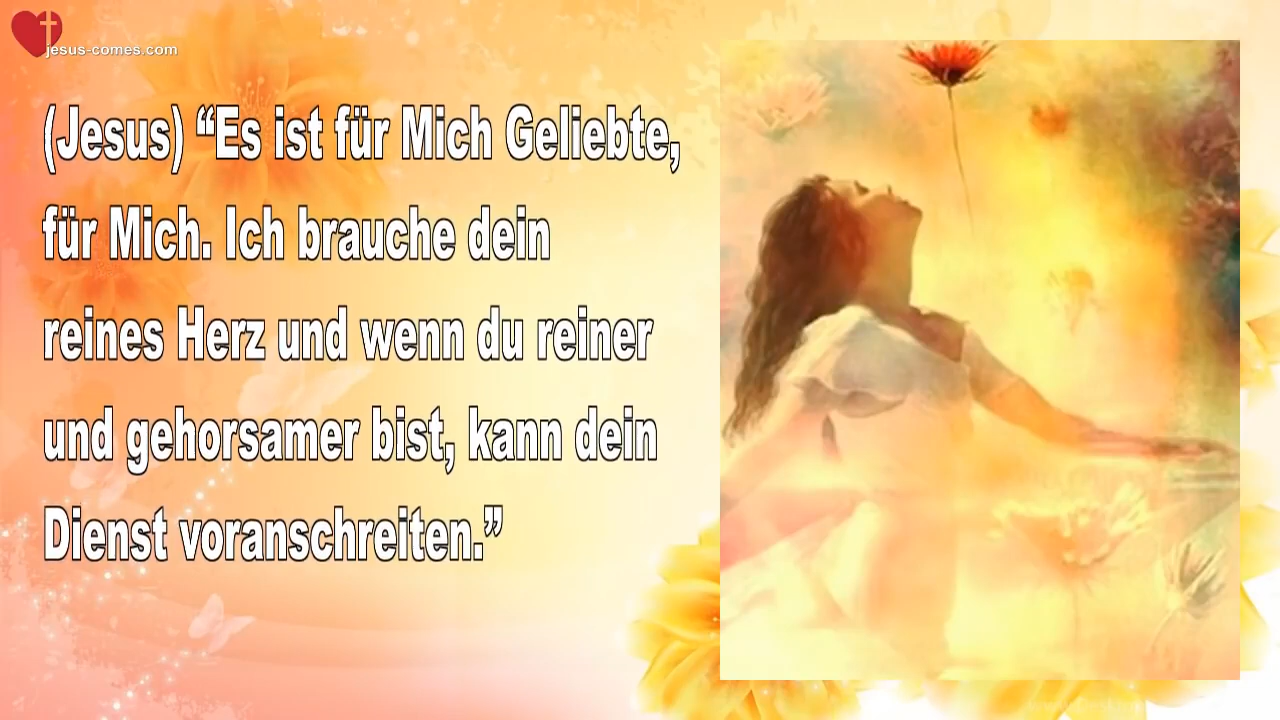 jesus-comes.com
(Jesus) “Es ist für Mich Geliebte,
für Mich. Ich brauche dein
reines Herz und wenn du reiner
und gehorsamer bist, kann dein
Dienst voranschreiten.”